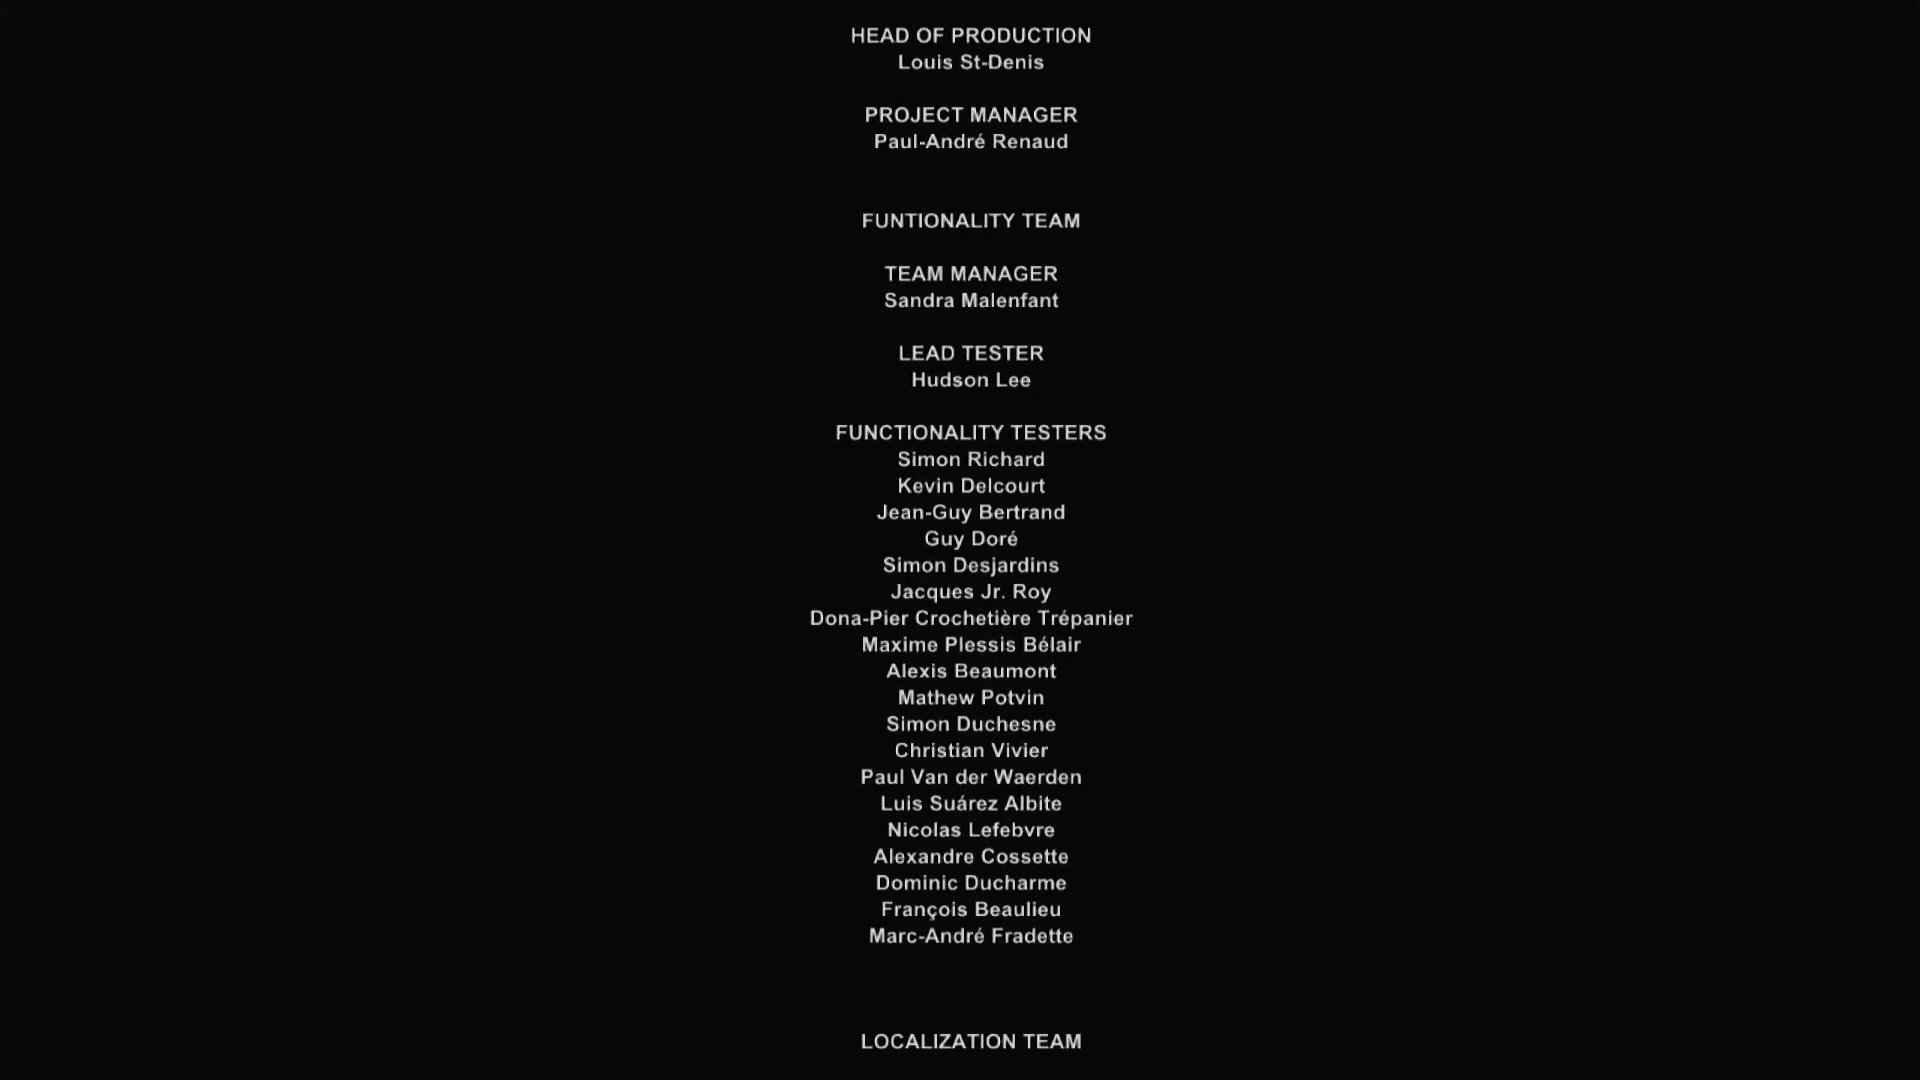 HEAD OF PRODUCTION
Louis St-Denis
PROJECT MANAGER
Paul-André Renaud
FUNTIONALITY TEAM
TEAM MANAGER
Sandra Malenfant
LEAD TESTER
Hudson Lee
FUNCTIONALITY TESTERS
Simon Richard
Kevin Delcourt
Jean-Guy Bertrand
Guy Doré
Simon Desjardins
Jacques Jr. Roy
Dona-Pier Crochetière Trépanier
Maxime Plessis Bélair
Alexis Beaumont
Mathew Potvin
Simon Duchesne
Christian Vivier
Paul Van der Waerden
Luis Suárez Albite
Nicolas Lefebvre
Alexandre Cossette
Dominic Ducharme
François Beaulieu
Marc-André Fradette
LOCALIZATION TEAM